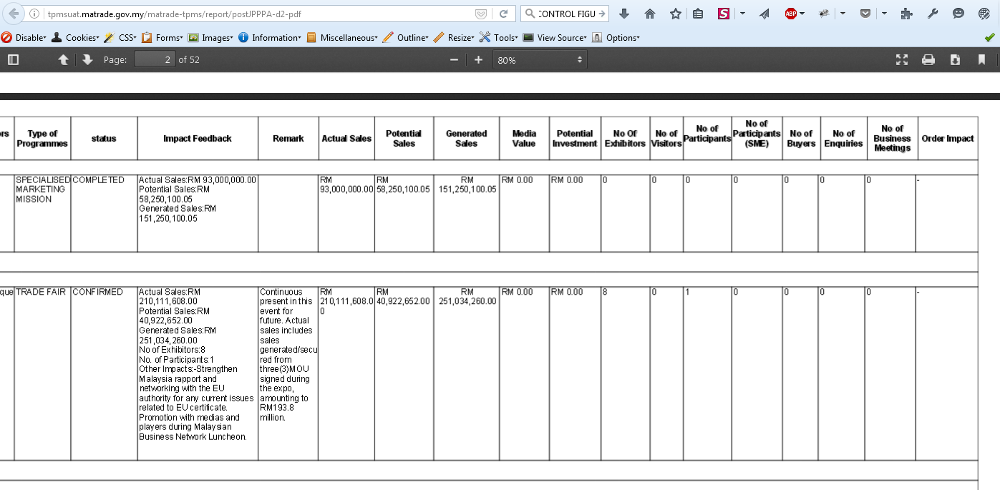 tpmsuat.matrade.gov.my/matrade-tpms/report/postJPPPA-d2-pdf
CONTROL FIGU
S
ABP
Disable Cookies CSS Forms Images Information Miscellaneous Outline Resize Tools View Source Options
Page: 2 of 52
80%
rs
Type of
Programmes
status
Impact Feedback
Remark
Actual Sales
Potential
Sales
Generated
Sales
Media
Value
Potential
Investment
No Of
Exhibitors
No of
Visitors
No of
Participants
No of
Participants
(SME)
No of
Buyers
No of
Enquiries
No of
Business
Meetings
Order Impact
SPECIALISED
MARKETING
MISSION
COMPLETED
Actual Sales:RM 93,000,000.00
Potential Sales:RM
58,250,100.05
Generated Sales:RM
151,250,100.05
RM
93,000,000.00
RM
58,250,100.05
RM
151,250,100.05
RM 0.00
RM 0.00
0
0
0
0
0
0
0
-
que
TRADE FAIR
CONFIRMED
Actual Sales:RM
210,111,608.00
Potential Sales:RM
40,922,652.00
Generated Sales:RM
251,034,260.00
No of Exhibitors:8
No. of Participants:1
Other Impacts:-Strengthen
Malaysia rapport and
networking with the EU
authority for any current issues
related to EU certificate.
Promotion with medias and
players during Malaysian
Business Network Luncheon.
Continuous
present in this
event for
future. Actual
sales includes
sales
generated/secu
red from
three(3)MOU
signed during
the expo,
amounting to
RM193.8
million.
RM
210,111,608.0
0
RM
40,922,652.00
RM
251,034,260.00
RM 0.00
RM 0.00
8
0
1
0
0
0
0
-